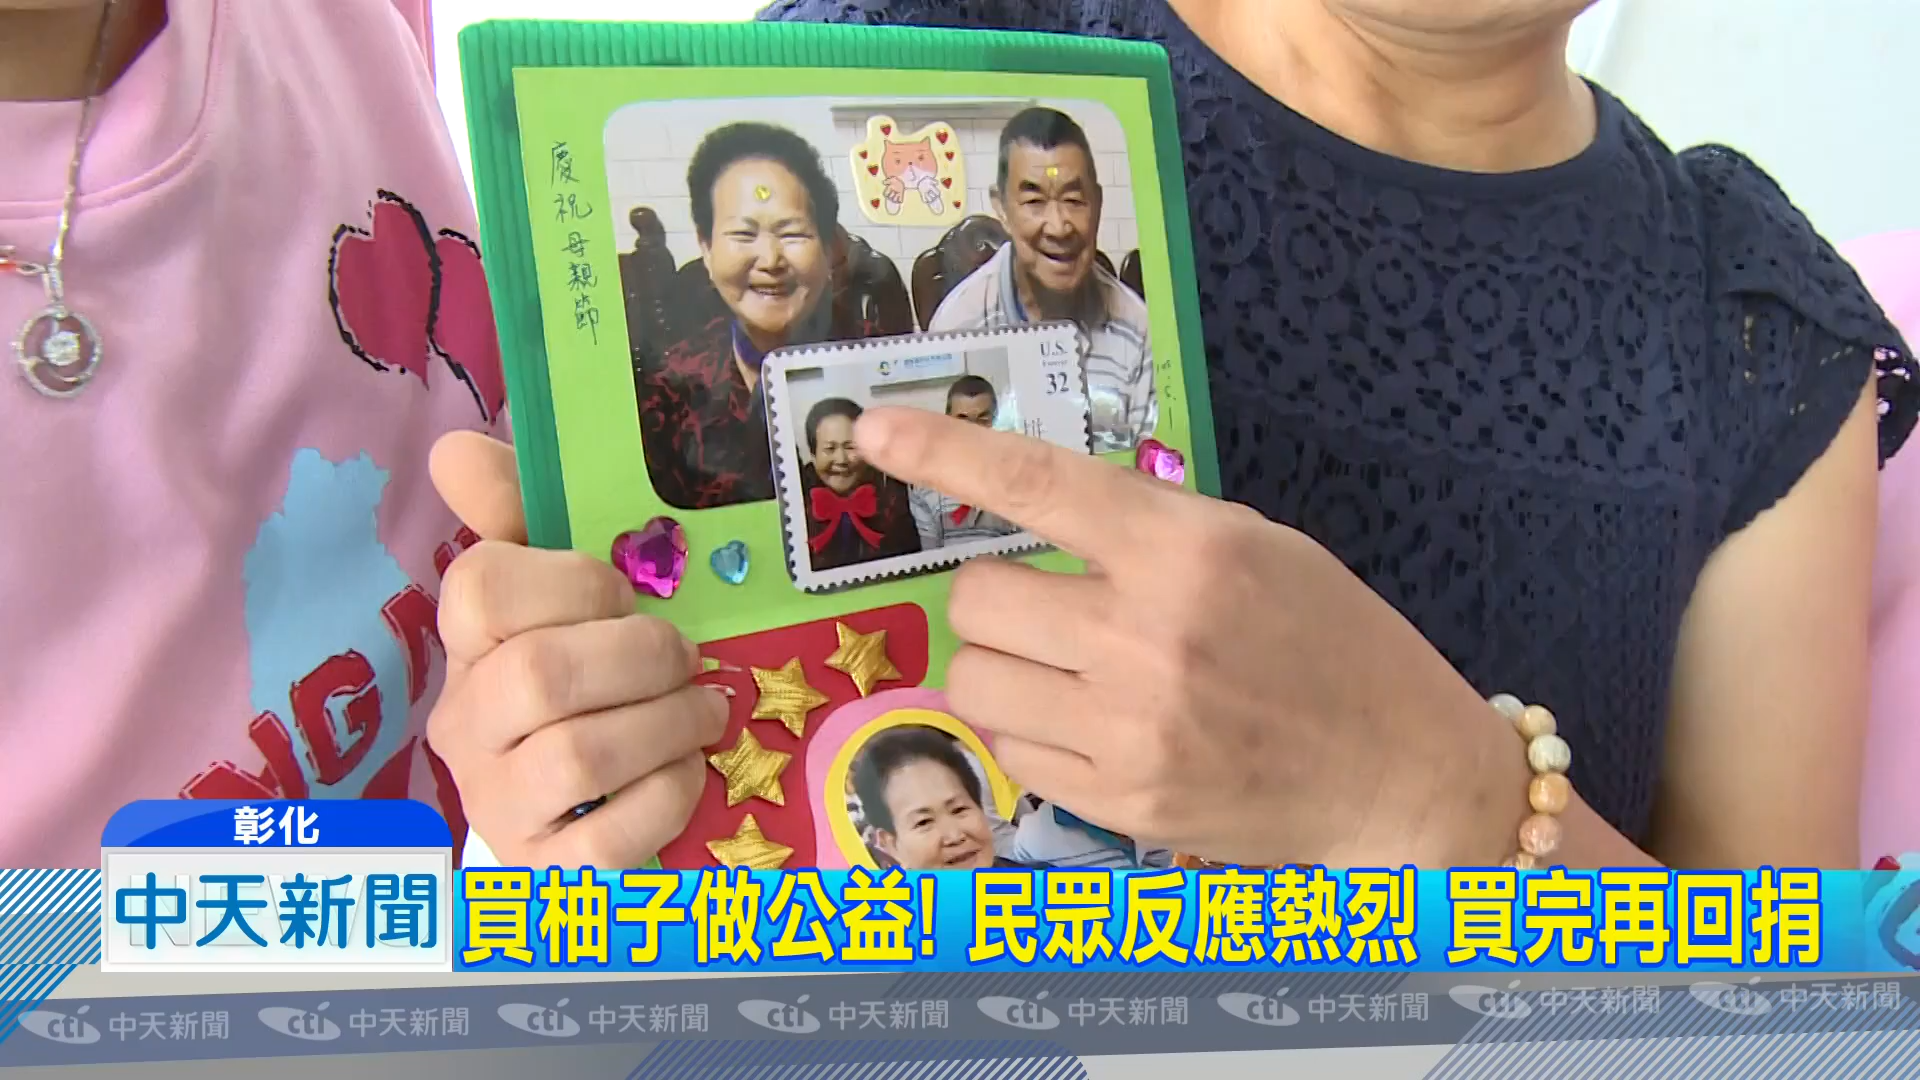 慶祝母親節
U.S.
32
彰化
中天新聞
買柚子做公益! 民眾反應熱烈 買完再回捐
cti 中天新聞 cti 中天新聞 cti 中天新聞 cti 中天新聞 cti 中天新聞 cti 中天新聞 cti 中天新聞 cti 中天新聞